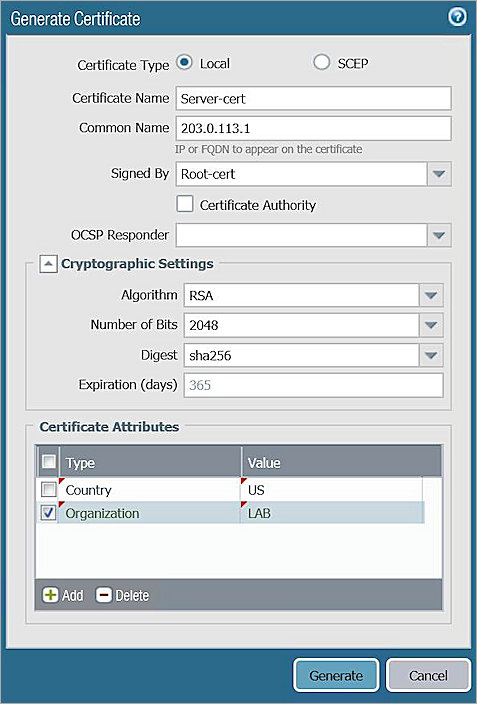 Generate Certificate
Certificate Type Local SCEP
Certificate Name Server-cert
Common Name 203.0.113.1
IP or FQDN to appear on the certificate
Signed By Root-cert
Certificate Authority
OCSP Responder
Cryptographic Settings
Algorithm RSA
Number of Bits 2048
Digest sha256
Expiration (days) 365
Certificate Attributes
Type Value
Country US
Organization LAB
Add Delete
Generate Cancel